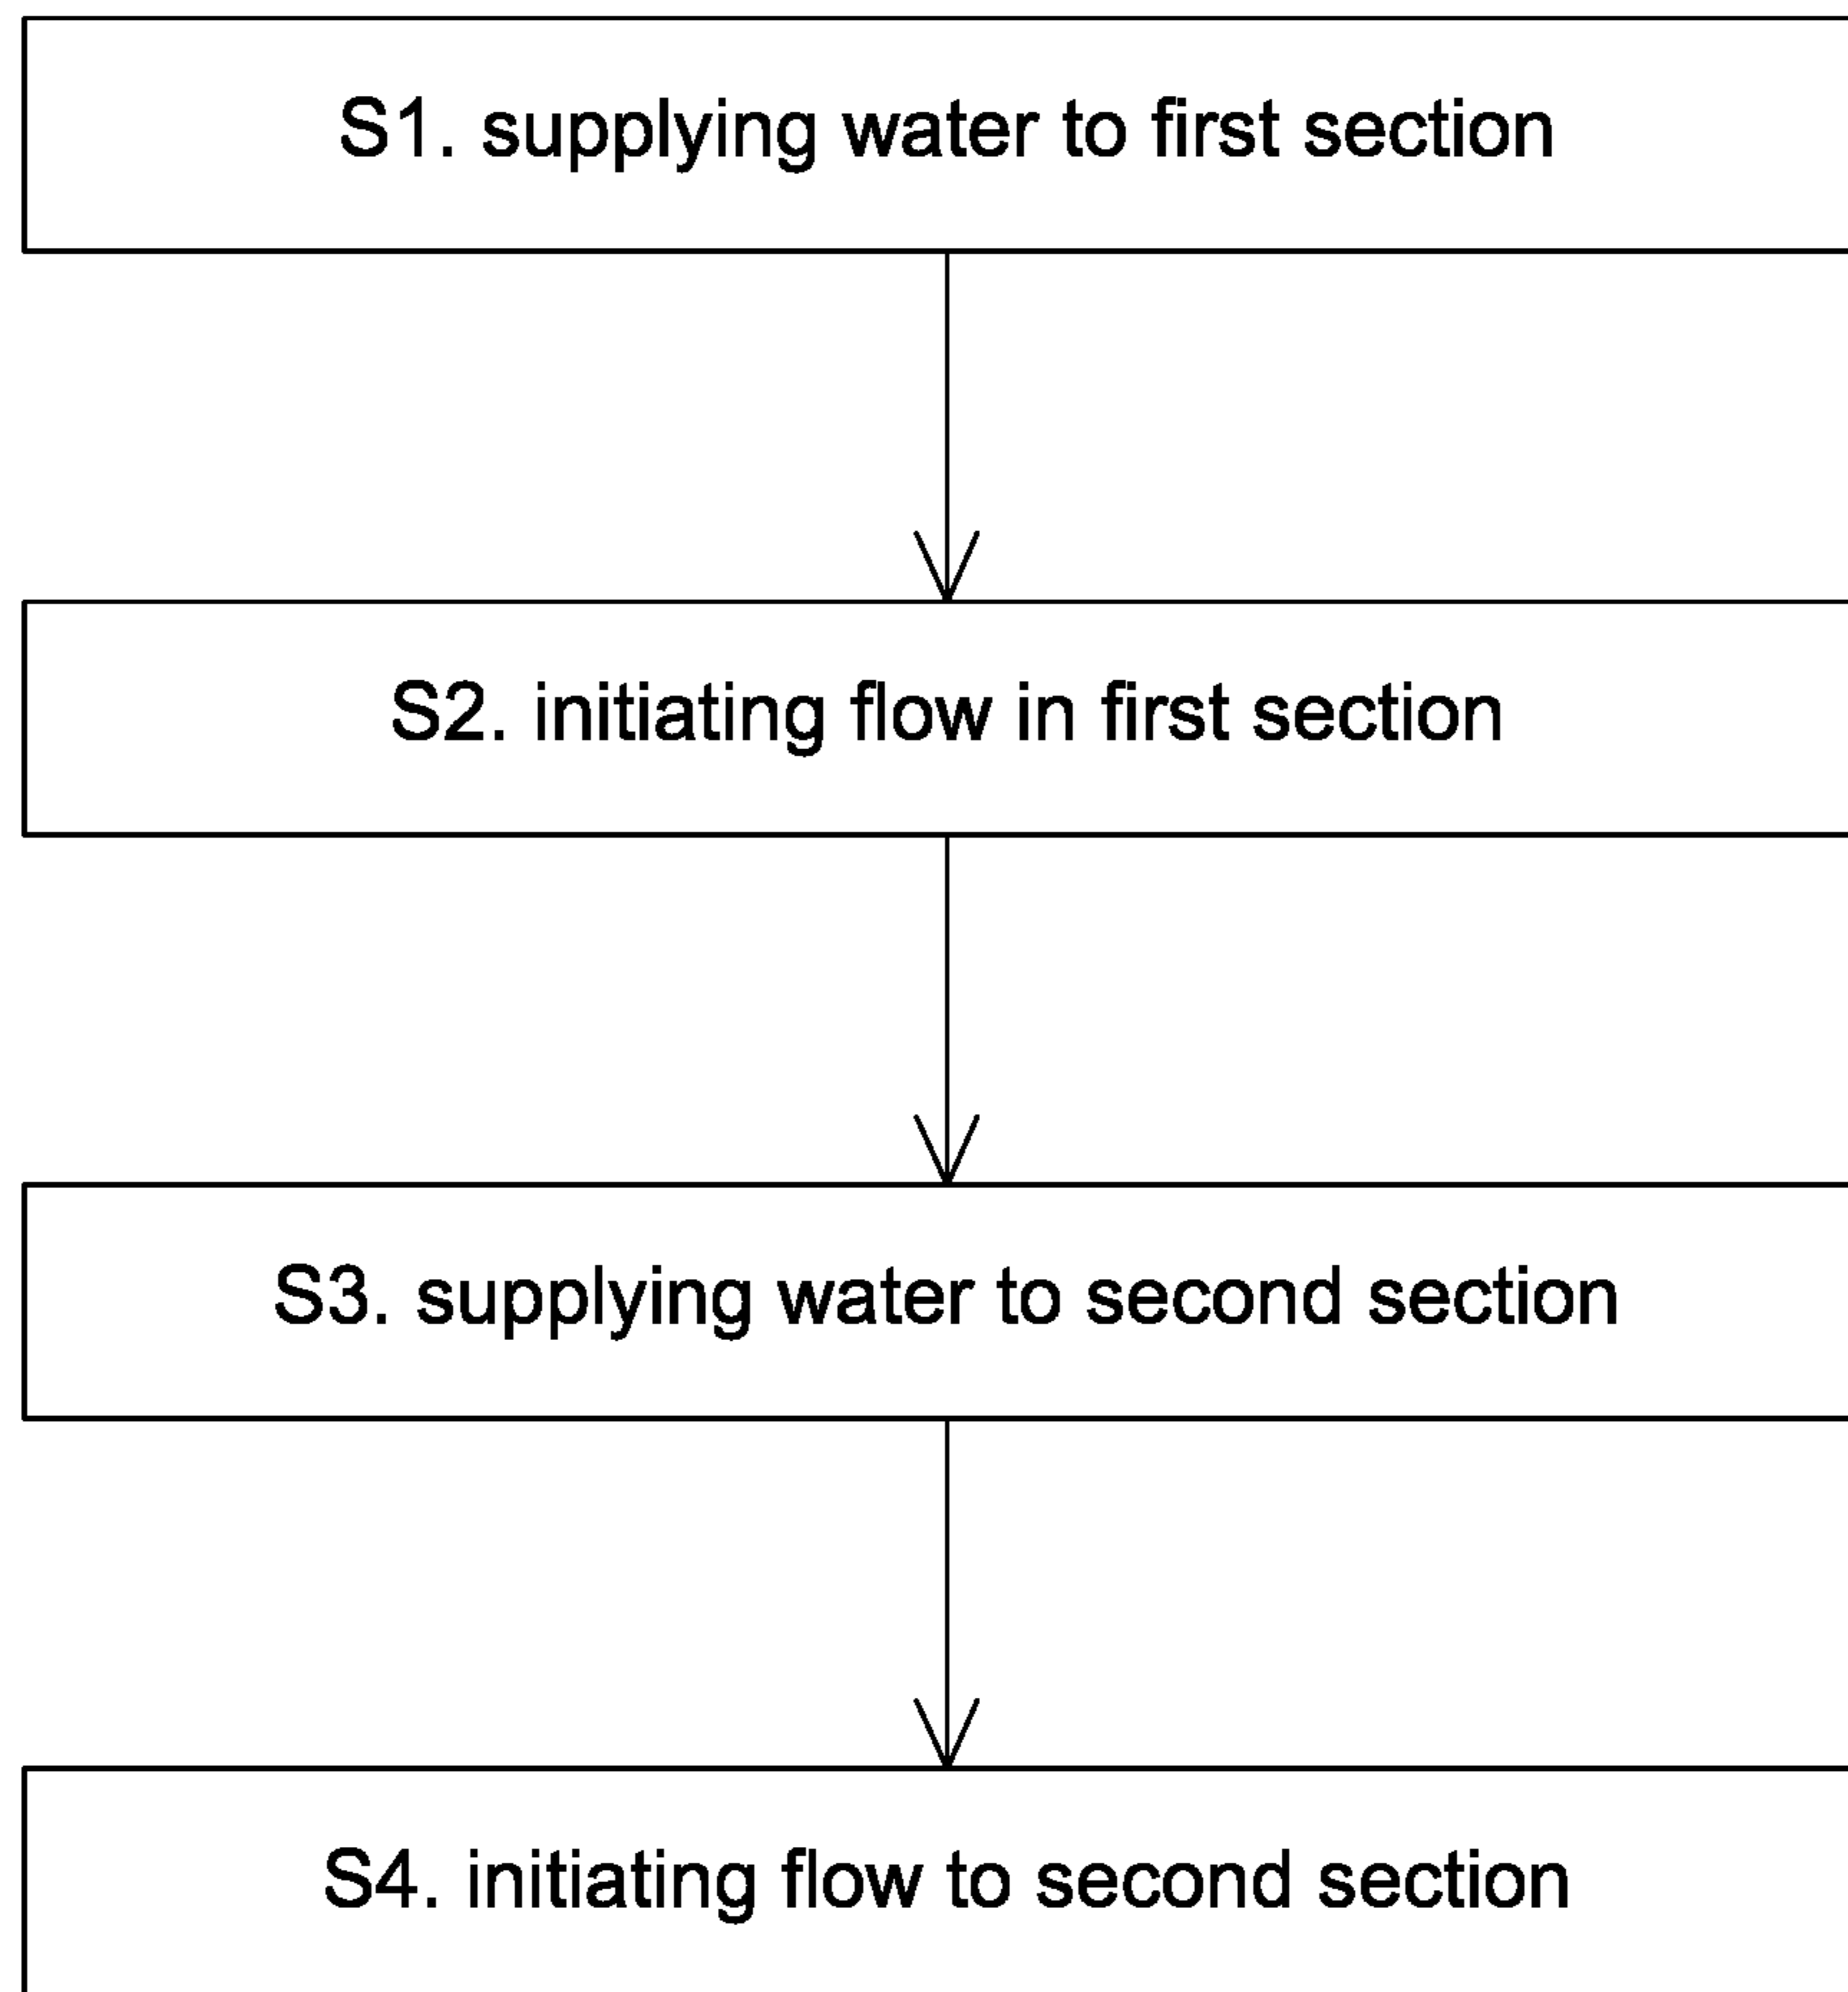 S1. supplying water to first section
S2. initiating flow in first section
S3. supplying water to second section
S4. initiating flow to second section